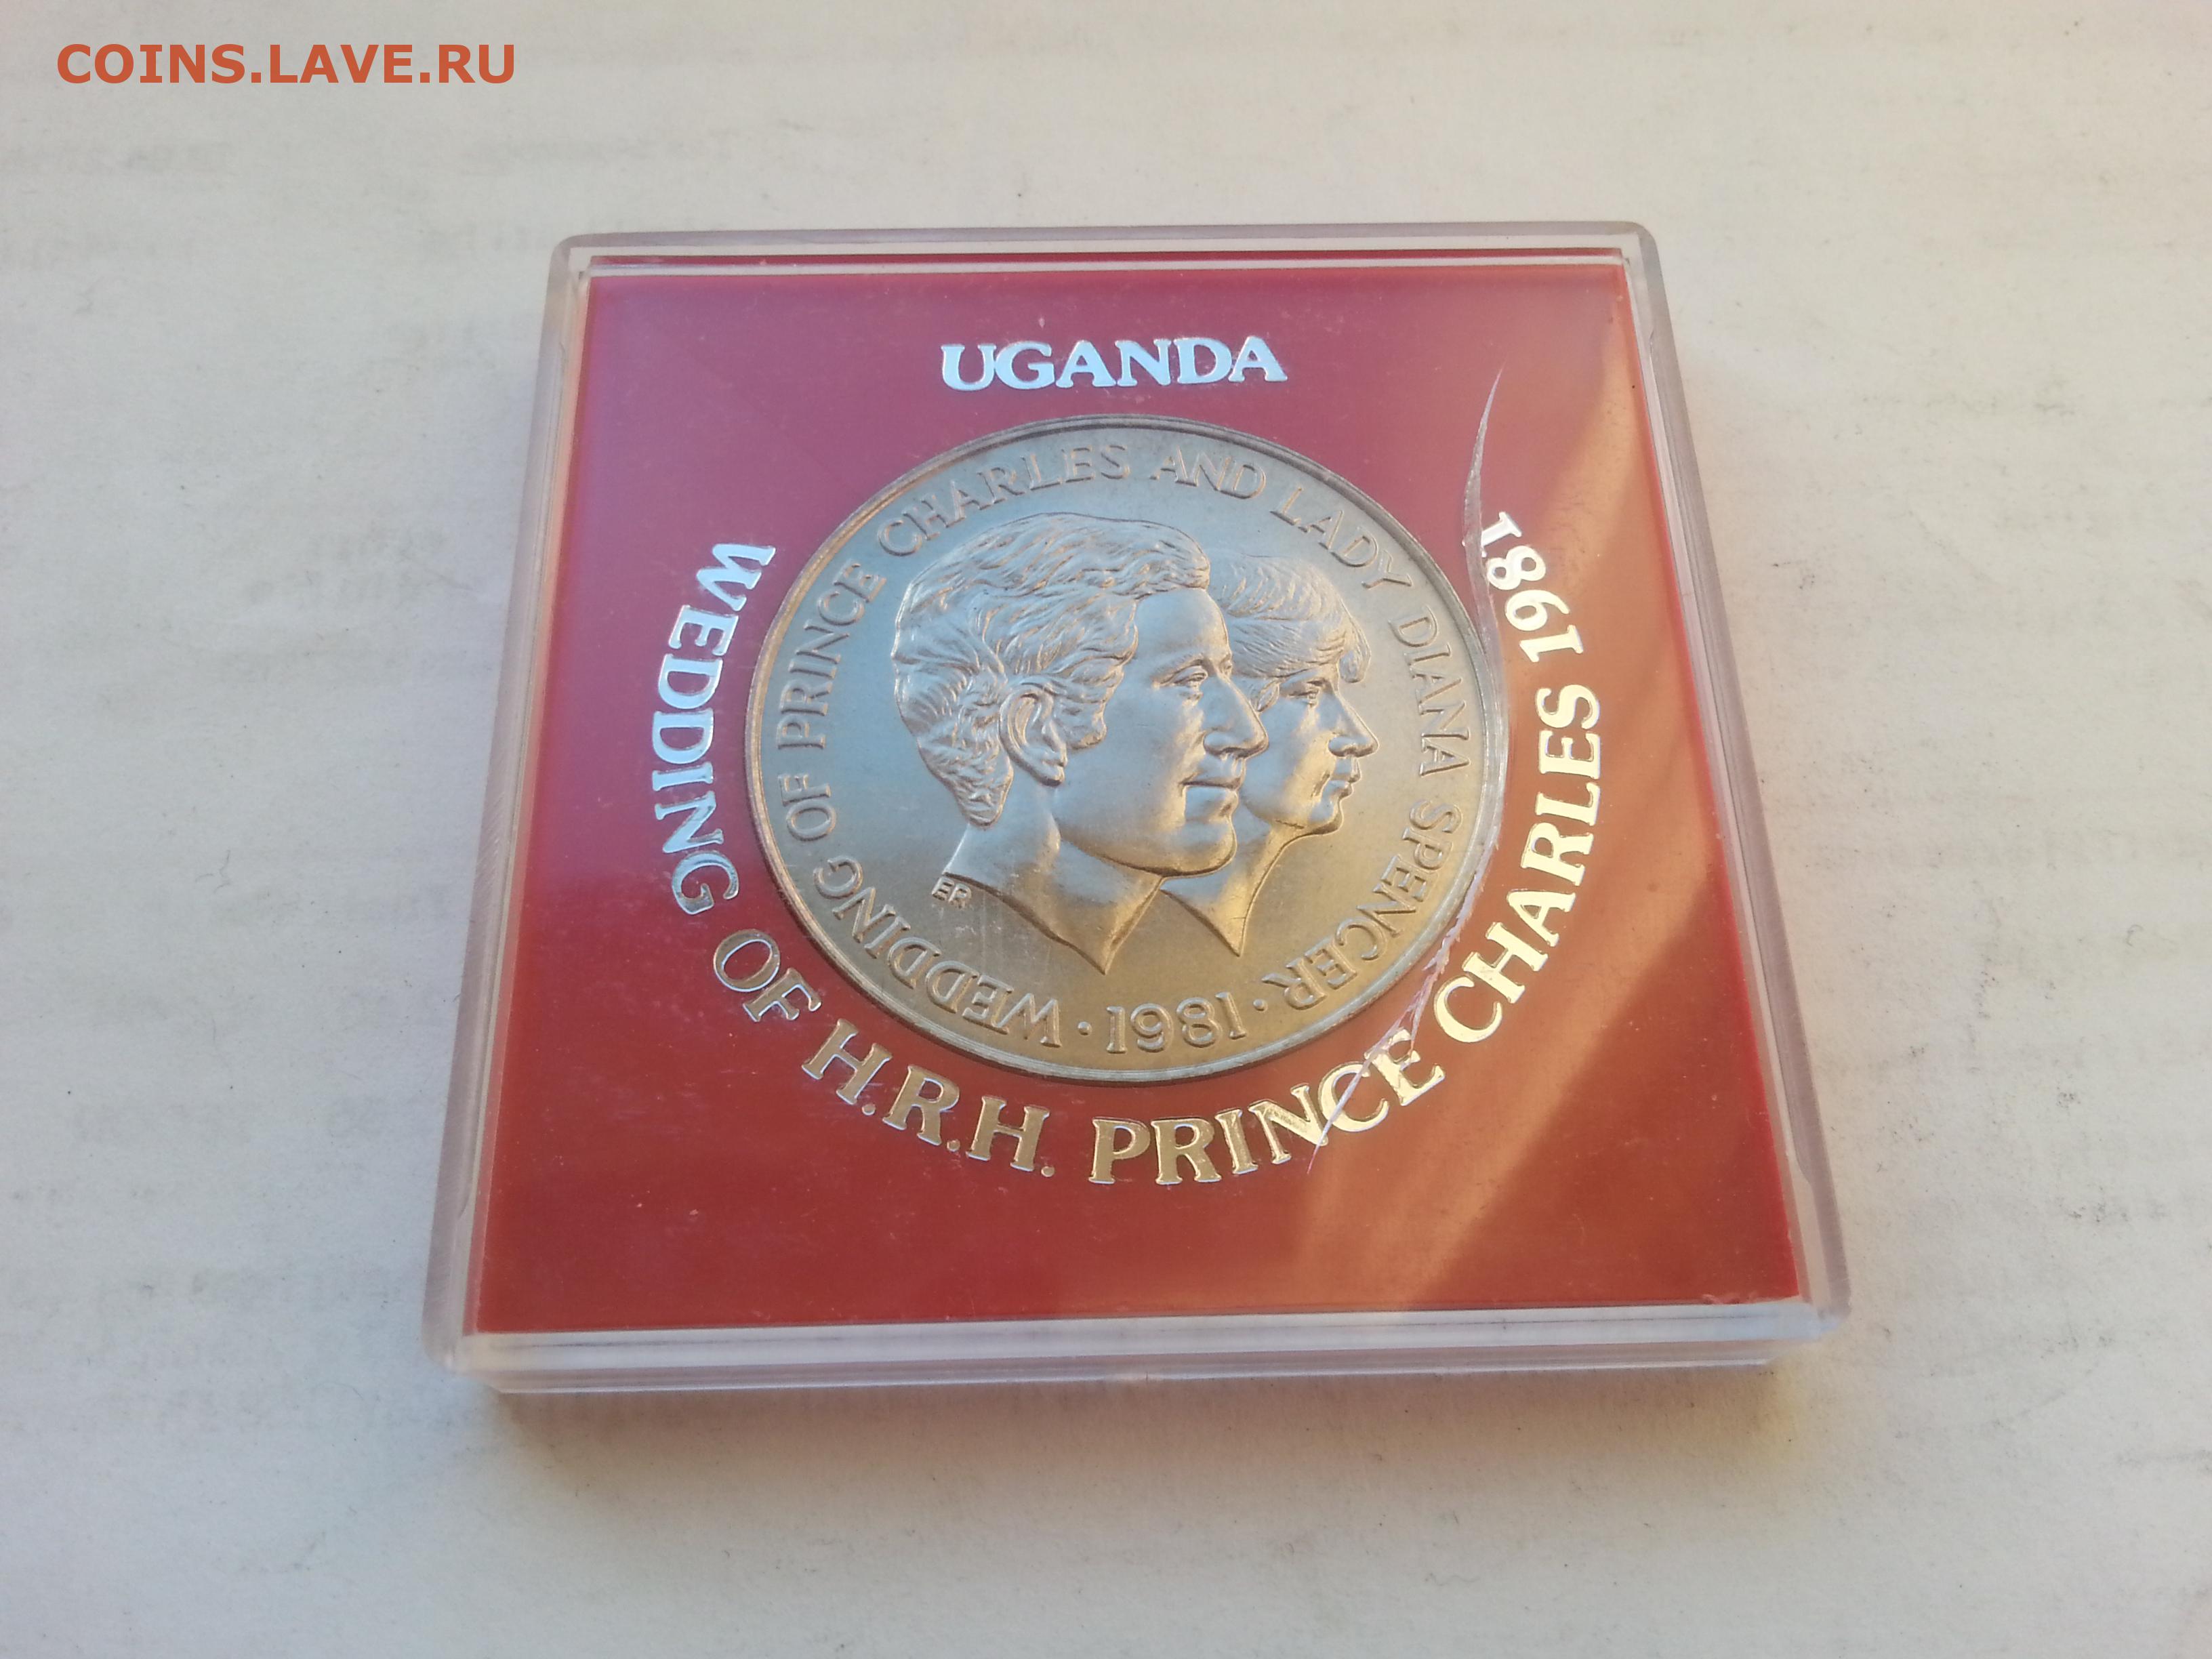 COINS.LAVE.RU
UGANDA
WEDDING OF PRINCE CHARLES AND LADY DIANA SPENCER
· 1981 ·
ER
WEDDING OF H.R.H. PRINCE CHARLES 1981